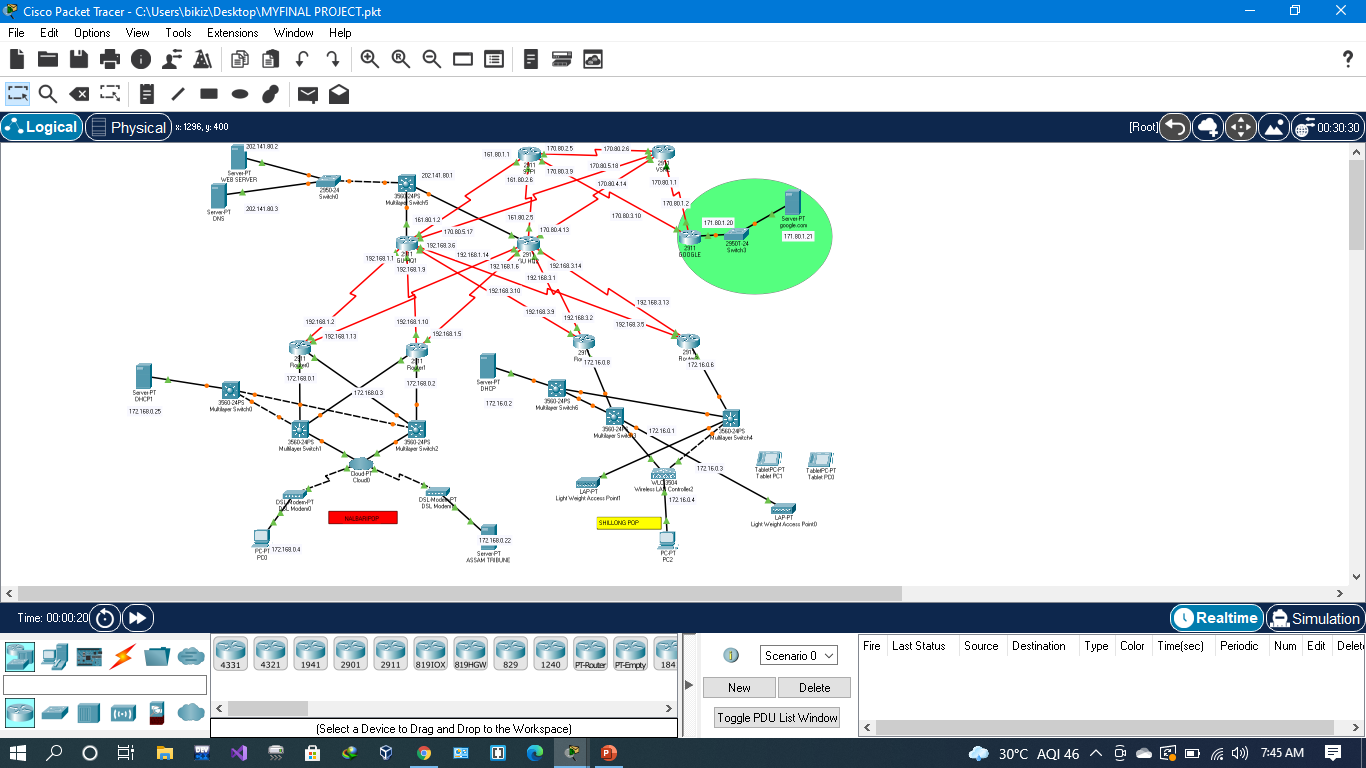 Cisco Packet Tracer - C:\Users\bikiz\Desktop\MYFINAL PROJECT.pkt
File Edit Options View Tools Extensions Window Help
Logical Physical x: 1296, y: 400 [Root] 00:30:30
202.141.80.2
Server-PT
WEB SERVER
Server-PT
DNS
202.141.80.3
2950-24
Switch0
202.141.80.1
3560-24PS
Multilayer Switch5
161.80.1.1
170.80.2.5
170.80.2.6
2911
170.80.3.9
170.80.5.18
161.80.2.6
170.80.4.14
170.80.1.1
170.80.1.2
161.80.1.2
161.80.2.5
170.80.3.10
170.80.5.17
170.80.4.13
171.80.1.20
Server-PT
google.com
171.80.1.21
2911
GOOGLE
2950T-24
Switch3
192.168.3.6
192.168.1.1
192.168.1.14
192.168.1.9
192.168.1.6
192.168.3.14
192.168.3.1
192.168.3.10
192.168.3.13
192.168.3.9
192.168.3.2
192.168.3.5
192.168.1.2
192.168.1.10
192.168.1.13
192.168.1.5
2911
Router0
2911
Router1
172.16.0.8
172.16.0.6
172.168.0.1
172.168.0.2
172.168.0.3
Server-PT
DHCP1
172.168.0.25
3560-24PS
Multilayer Switch0
Server-PT
DHCP
172.16.0.2
3560-24PS
Multilayer Switch6
3560-24PS
172.16.0.1
3560-24PS
Multilayer Switch4
3560-24PS
Multilayer Switch1
3560-24PS
Multilayer Switch2
Cloud-PT
Cloud0
DSL Modem-PT
DSL Modem0
DSL Modem-PT
PC-PT
PC0
172.168.0.4
172.168.0.22
Server-PT
ASSAM TRIBUNE
172.16.0.3
TabletPC-PT
Tablet PC1
TabletPC-PT
Tablet PC0
LAP-PT
Light Weight Access Point1
Wireless LAN Controller2
172.16.0.4
LAP-PT
Light Weight Access Point0
SHILLONG POP
PC-PT
PC2
Time: 00:00:20 Realtime Simulation
4331 4321 1941 2901 2911 819IOX 819HGW 829 1240 PT-Router PT-Empty 184
(Select a Device to Drag and Drop to the Workspace)
Scenario 0
New Delete
Toggle PDU List Window
Fire Last Status Source Destination Type Color Time(sec) Periodic Num Edit Delet
30°C AQI 46 7:45 AM